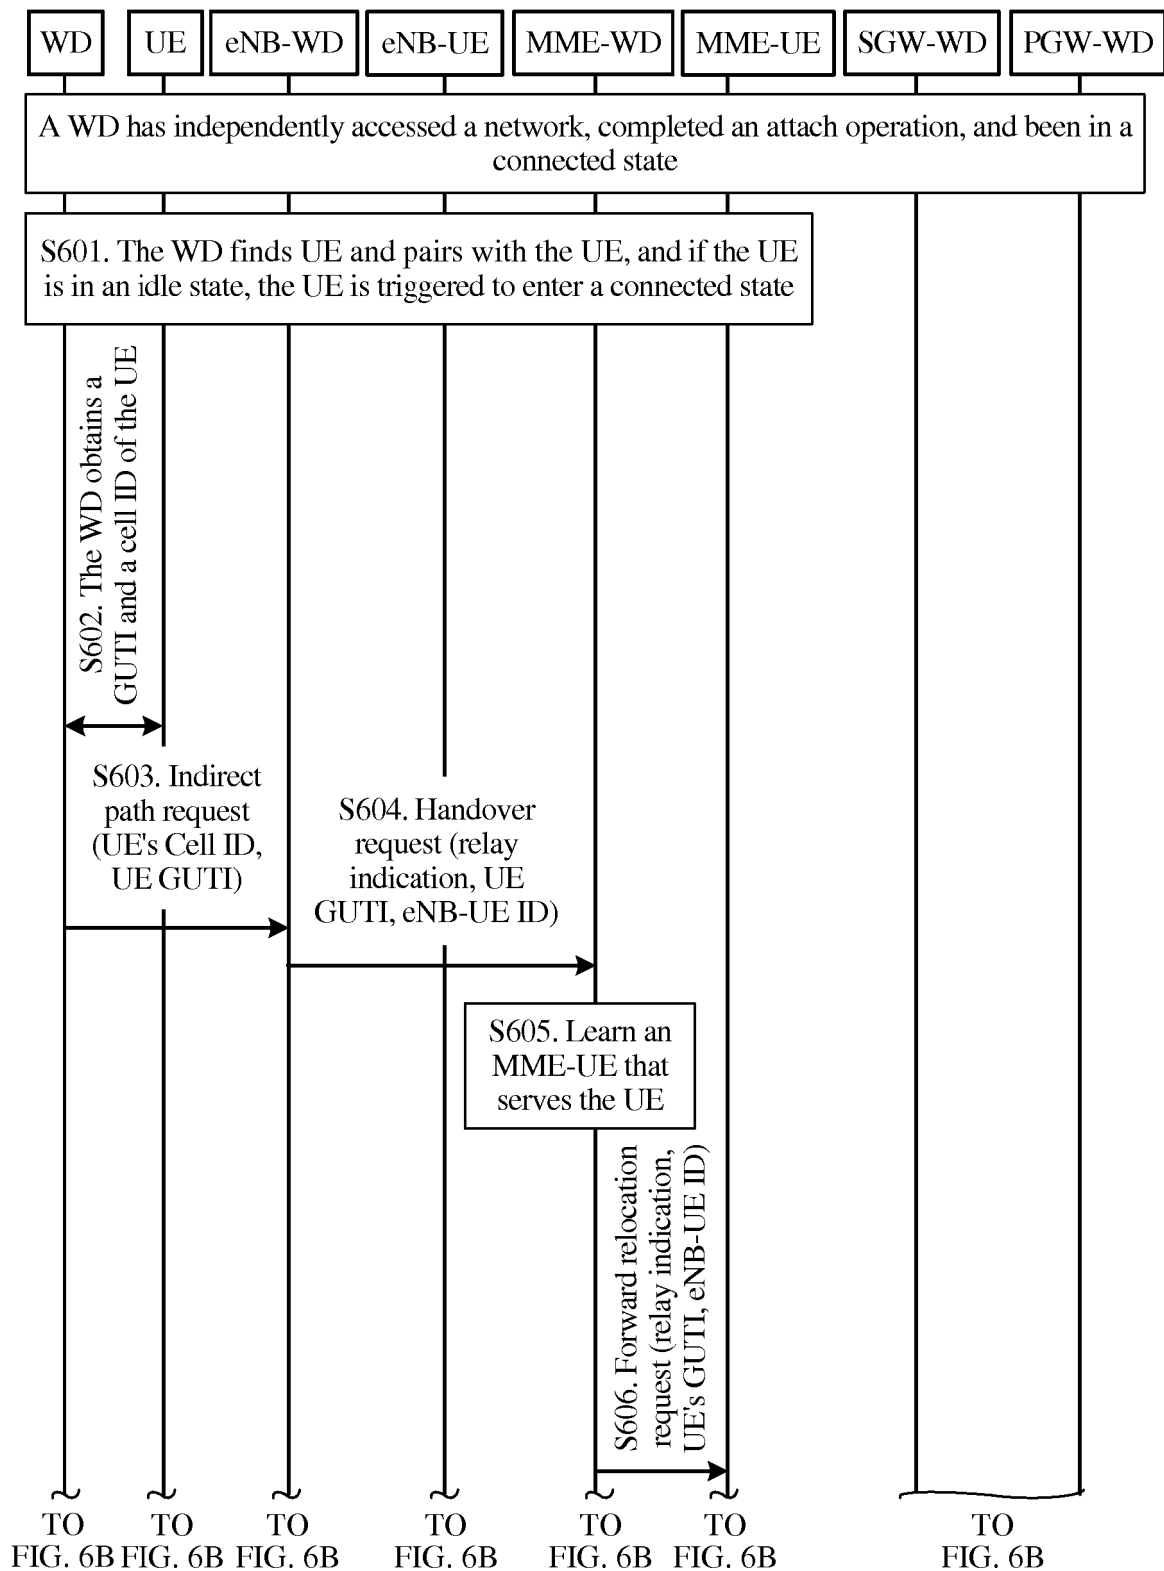 WD UE eNB-WD eNB-UE MME-WD MME-UE SGW-WD PGW-WD
A WD has independently accessed a network, completed an attach operation, and been in a
connected state
S601. The WD finds UE and pairs with the UE, and if the UE
is in an idle state, the UE is triggered to enter a connected state
S602. The WD obtains a
GUTI and a cell ID of the UE
S603. Indirect
path request
(UE's Cell ID,
UE GUTI)
S604. Handover
request (relay
indication, UE
GUTI, eNB-UE ID)
S605. Learn an
MME-UE that
serves the UE
S606. Forward relocation
request (relay indication,
UE's GUTI, eNB-UE ID)
TO TO TO TO TO TO TO
FIG. 6B FIG. 6B FIG. 6B FIG. 6B FIG. 6B FIG. 6B FIG. 6B